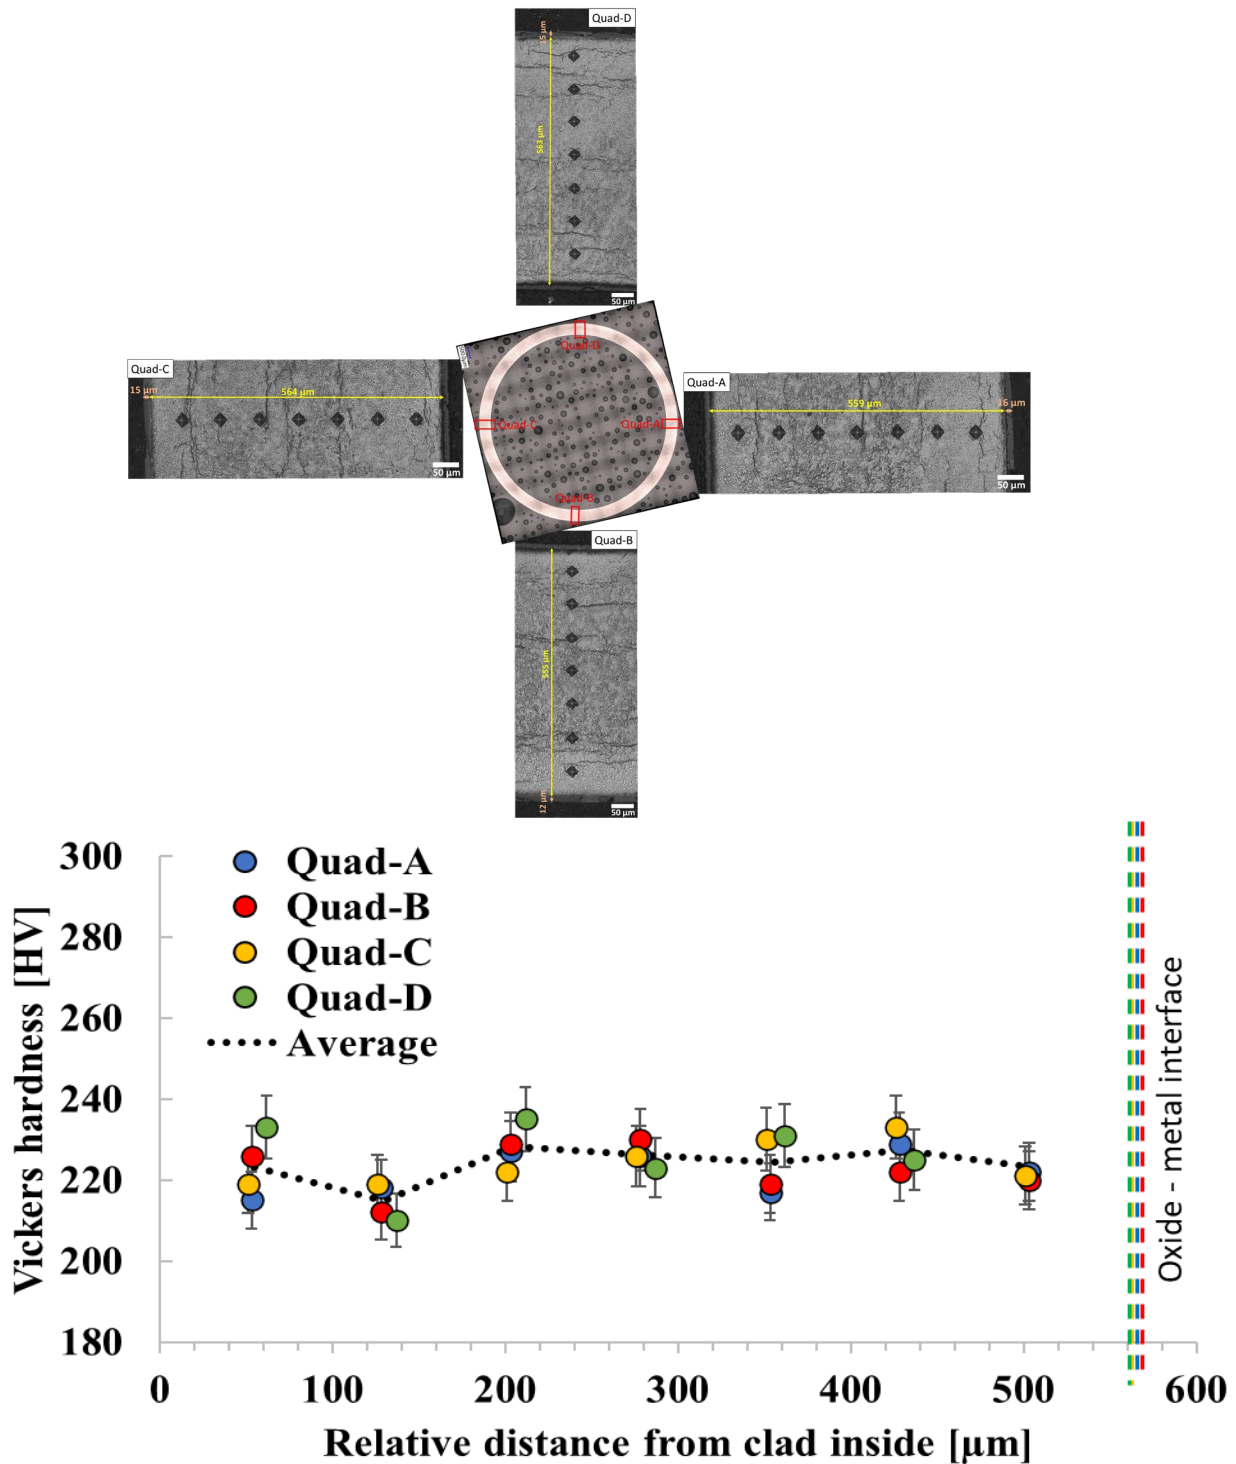 Quad-D
15 µm
563 µm
50 µm
Quad-C
15 µm
564 µm
50 µm
Quad-D
Quad-C
Quad-A
Quad-B
Quad-A
559 µm
16 µm
50 µm
Quad-B
555 µm
12 µm
50 µm
Vickers hardness [HV]
300
280
260
240
220
200
180
Quad-A
Quad-B
Quad-C
Quad-D
Average
Oxide - metal interface
0 100 200 300 400 500 600
Relative distance from clad inside [µm]